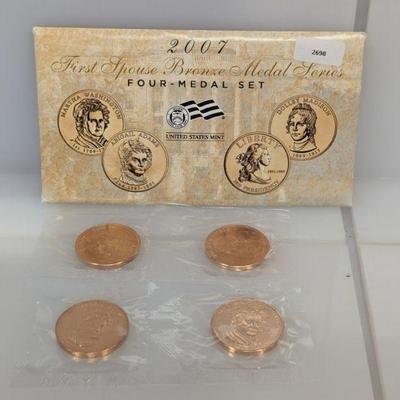 2007
2698
First Spouse Bronze Medal Series
FOUR-MEDAL SET
MARTHA WASHINGTON
ABIGAIL ADAMS
UNITED STATES MINT
LIBERTY
DOLLEY MADISON